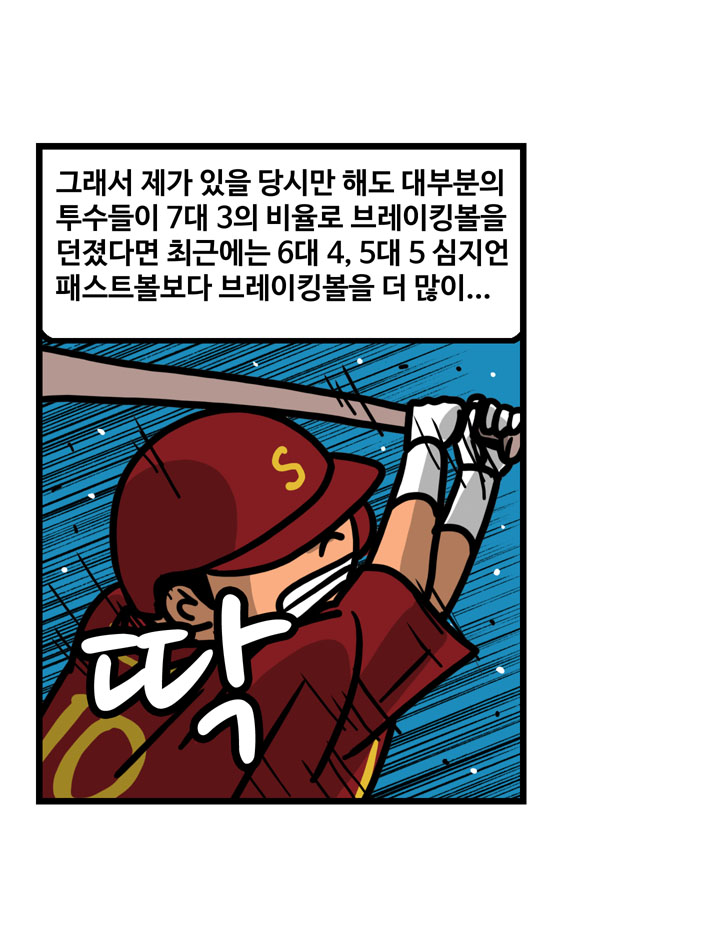 그래서 제가 있을 당시만 해도 대부분의
투수들이 7대 3의 비율로 브레이킹볼을
던졌다면 최근에는 6대 4, 5대 5 심지언
패스트볼보다 브레이킹볼을 더 많이...
S
딱
10